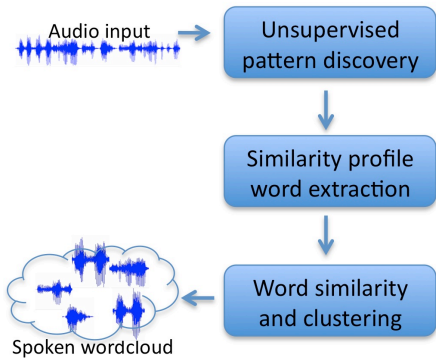 Audio input
Unsupervised
pattern discovery
Similarity profile
word extraction
Word similarity
and clustering
Spoken wordcloud